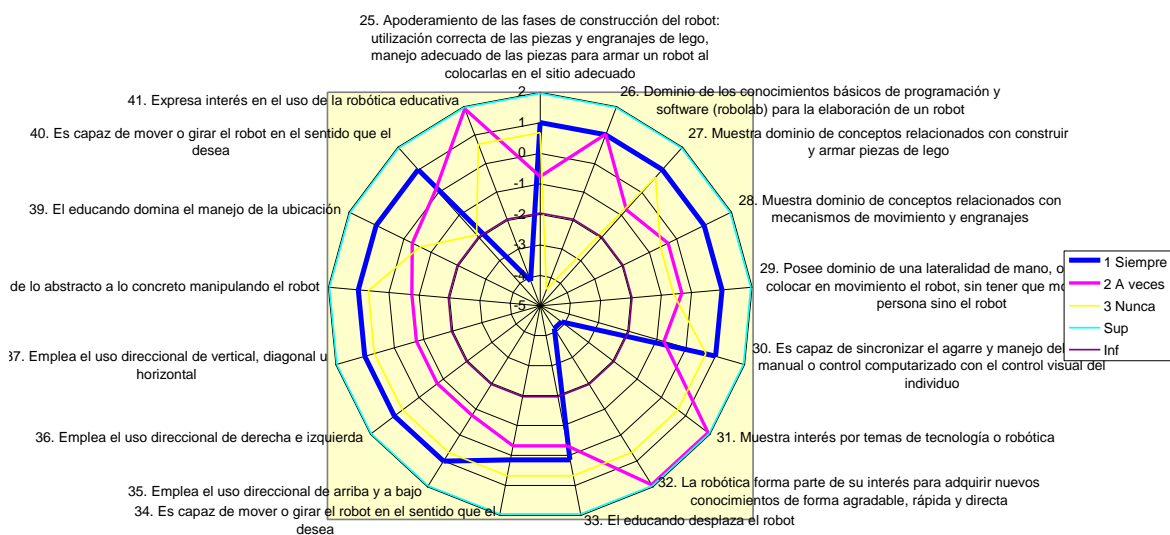 25. Apoderamiento de las fases de construcción del robot:
utilización correcta de las piezas y engranajes de lego,
manejo adecuado de las piezas para armar un robot al
colocarlas en el sitio adecuado
26. Dominio de los conocimientos básicos de programación y
software (robolab) para la elaboración de un robot
27. Muestra dominio de conceptos relacionados con construir
y armar piezas de lego
28. Muestra dominio de conceptos relacionados con
mecanismos de movimiento y engranajes
29. Posee dominio de una lateralidad de mano, o
colocar en movimiento el robot, sin tener que mo
persona sino el robot
30. Es capaz de sincronizar el agarre y manejo del
manual o control computarizado con el control visual del
individuo
31. Muestra interés por temas de tecnología o robótica
32. La robótica forma parte de su interés para adquirir nuevos
conocimientos de forma agradable, rápida y directa
33. El educando desplaza el robot
34. Es capaz de mover o girar el robot en el sentido que el
desea
35. Emplea el uso direccional de arriba y a bajo
36. Emplea el uso direccional de derecha e izquierda
37. Emplea el uso direccional de vertical, diagonal u
horizontal
de lo abstracto a lo concreto manipulando el robot
39. El educando domina el manejo de la ubicación
40. Es capaz de mover o girar el robot en el sentido que el
desea
41. Expresa interés en el uso de la robótica educativa
2
1
0
-1
-2
-3
-4
-5
1 Siempre
2 A veces
3 Nunca
Sup
Inf